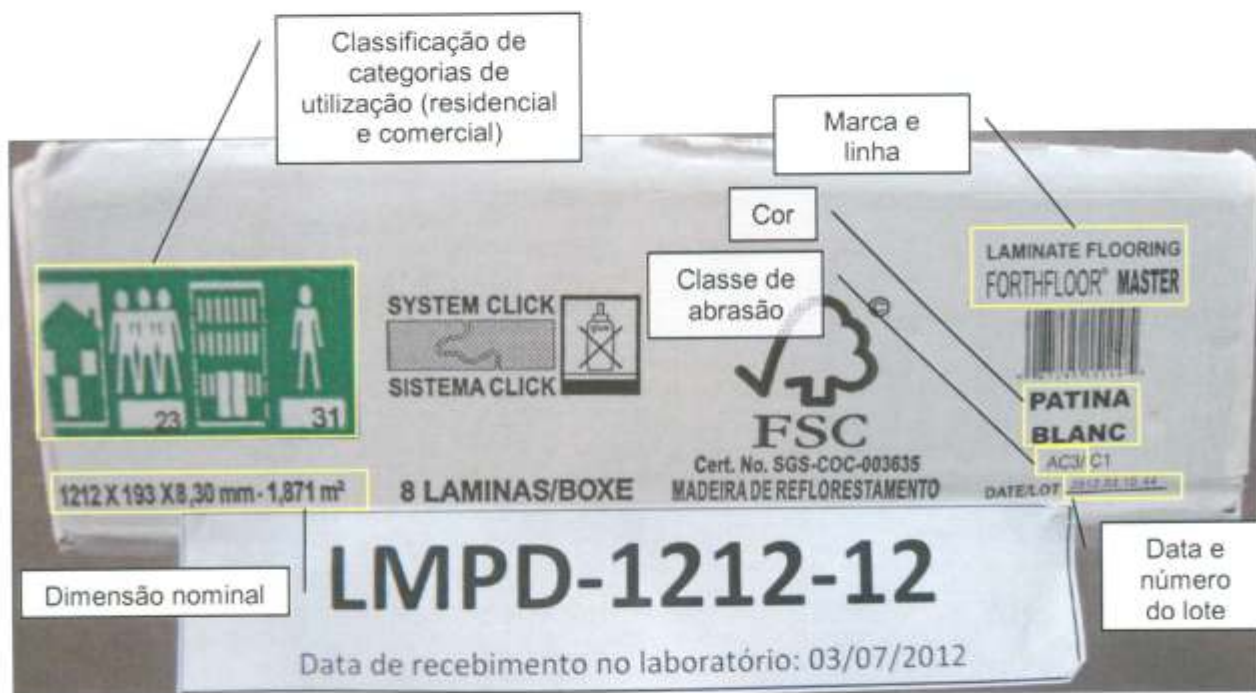 Classificação de
categorias de
utilização (residencial
e comercial)
Marca e
linha
Cor
Classe de
abrasão
LAMINATE FLOORING
FORTHFLOOR® MASTER
SYSTEM CLICK
SISTEMA CLICK
23
31
PATINA
BLANC
AC3/C1
FSC
Cert. No. SGS-COC-003635
MADEIRA DE REFLORESTAMENTO
1212 X 193 X 8,30 mm - 1,871 m²
8 LAMINAS/BOXE
DATE/LOT
Dimensão nominal
LMPD-1212-12
Data de recebimento no laboratório: 03/07/2012
Data e
número
do lote